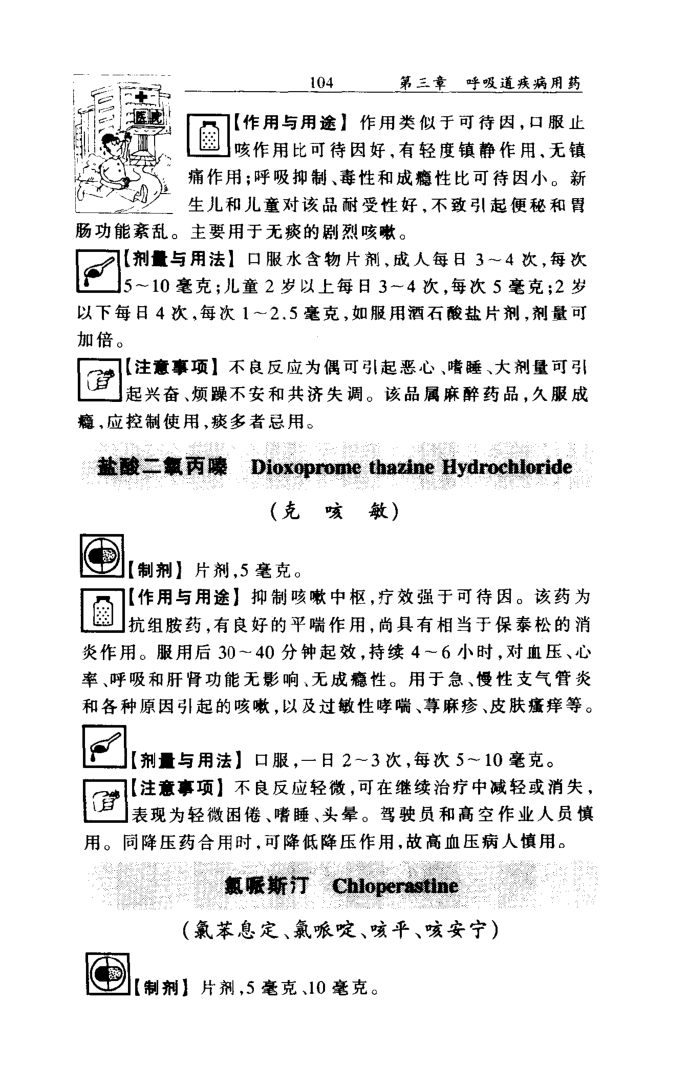 104 第三章 呼吸道疾病用药
医院
【作用与用途】作用类似于可待因,口服止
咳作用比可待因好,有轻度镇静作用、无镇
痛作用;呼吸抑制、毒性和成瘾性比可待因小。新
生儿和儿童对该品耐受性好,不致引起便秘和胃
肠功能紊乱。主要用于无痰的剧烈咳嗽。
【剂量与用法】口服水含物片剂,成人每日 3~4 次,每次
5~10 毫克;儿童 2 岁以上每日 3~4 次,每次 5 毫克;2 岁
以下每日 4 次,每次 1~2.5 毫克,如服用酒石酸盐片剂,剂量可
加倍。
【注意事项】不良反应为偶可引起恶心、嗜睡、大剂量可引
起兴奋、烦躁不安和共济失调。该品属麻醉药品,久服成
瘾,应控制使用,痰多者忌用。
盐酸二氧丙嗪 Dioxoprome thazine Hydrochloride
(克 咳 敏)
【制剂】片剂,5 毫克。
【作用与用途】抑制咳嗽中枢,疗效强于可待因。该药为
抗组胺药,有良好的平喘作用,尚具有相当于保泰松的消
炎作用。服用后 30~40 分钟起效,持续 4~6 小时,对血压、心
率、呼吸和肝肾功能无影响、无成瘾性。用于急、慢性支气管炎
和各种原因引起的咳嗽,以及过敏性哮喘、荨麻疹、皮肤瘙痒等。
【剂量与用法】口服,一日 2~3 次,每次 5~10 毫克。
【注意事项】不良反应轻微,可在继续治疗中减轻或消失,
表现为轻微困倦、嗜睡、头晕。驾驶员和高空作业人员慎
用。同降压药合用时,可降低降压作用,故高血压病人慎用。
氯哌斯汀 Chloperastine
(氯苯息定、氯哌啶、咳平、咳安宁)
【制剂】片剂,5 毫克、10 毫克。